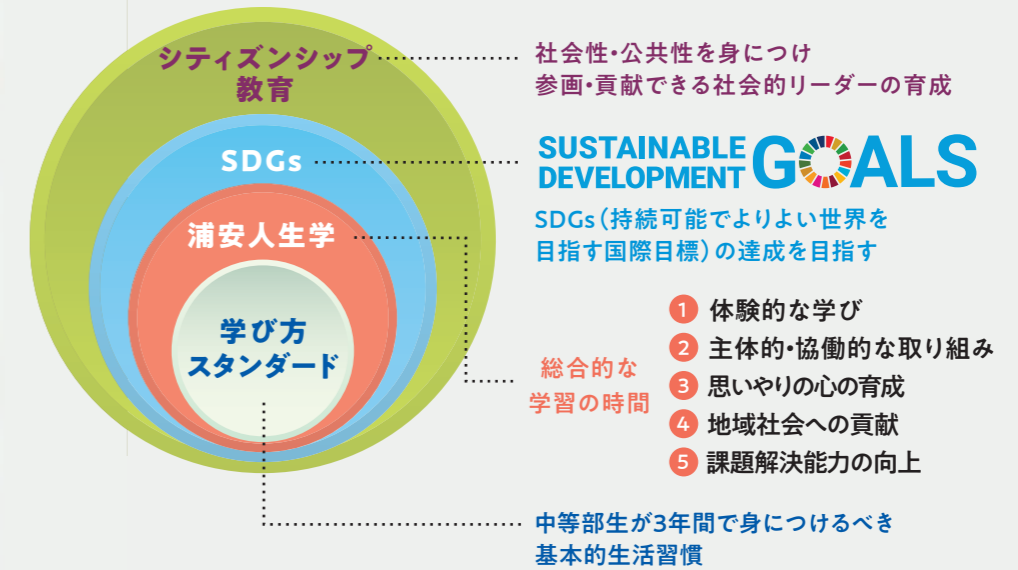 シティズンシップ
教育
社会性・公共性を身につけ
参画・貢献できる社会的リーダーの育成
SDGs
SUSTAINABLE
DEVELOPMENT
GOALS
SDGs（持続可能でよりよい世界を
目指す国際目標）の達成を目指す
浦安人生学
総合的な
学習の時間
1 体験的な学び
2 主体的・協働的な取り組み
3 思いやりの心の育成
4 地域社会への貢献
5 課題解決能力の向上
学び方
スタンダード
中等部生が3年間で身につけるべき
基本的生活習慣